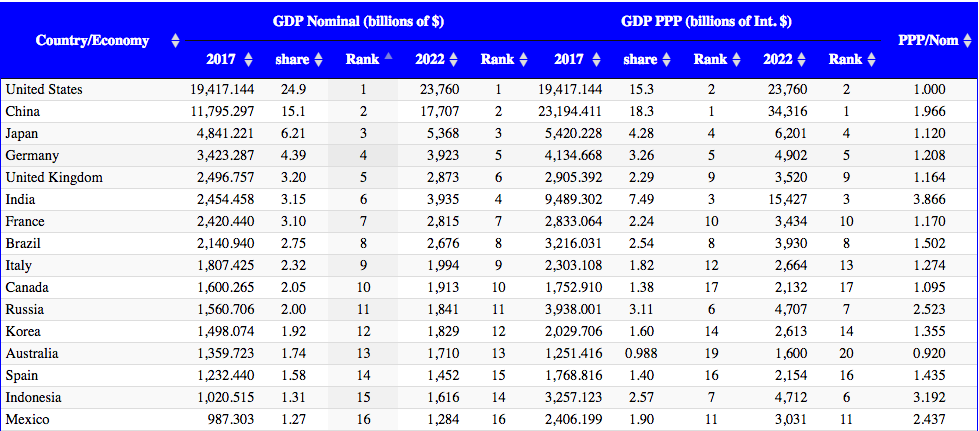 GDP Nominal (billions of $) GDP PPP (billions of Int. $)
Country/Economy PPP/Nom
2017 share Rank 2022 Rank 2017 share Rank 2022 Rank
United States 19,417.144 24.9 1 23,760 1 19,417.144 15.3 2 23,760 2 1.000
China 11,795.297 15.1 2 17,707 2 23,194.411 18.3 1 34,316 1 1.966
Japan 4,841.221 6.21 3 5,368 3 5,420.228 4.28 4 6,201 4 1.120
Germany 3,423.287 4.39 4 3,923 5 4,134.668 3.26 5 4,902 5 1.208
United Kingdom 2,496.757 3.20 5 2,873 6 2,905.392 2.29 9 3,520 9 1.164
India 2,454.458 3.15 6 3,935 4 9,489.302 7.49 3 15,427 3 3.866
France 2,420.440 3.10 7 2,815 7 2,833.064 2.24 10 3,434 10 1.170
Brazil 2,140.940 2.75 8 2,676 8 3,216.031 2.54 8 3,930 8 1.502
Italy 1,807.425 2.32 9 1,994 9 2,303.108 1.82 12 2,664 13 1.274
Canada 1,600.265 2.05 10 1,913 10 1,752.910 1.38 17 2,132 17 1.095
Russia 1,560.706 2.00 11 1,841 11 3,938.001 3.11 6 4,707 7 2.523
Korea 1,498.074 1.92 12 1,829 12 2,029.706 1.60 14 2,613 14 1.355
Australia 1,359.723 1.74 13 1,710 13 1,251.416 0.988 19 1,600 20 0.920
Spain 1,232.440 1.58 14 1,452 15 1,768.816 1.40 16 2,154 16 1.435
Indonesia 1,020.515 1.31 15 1,616 14 3,257.123 2.57 7 4,712 6 3.192
Mexico 987.303 1.27 16 1,284 16 2,406.199 1.90 11 3,031 11 2.437